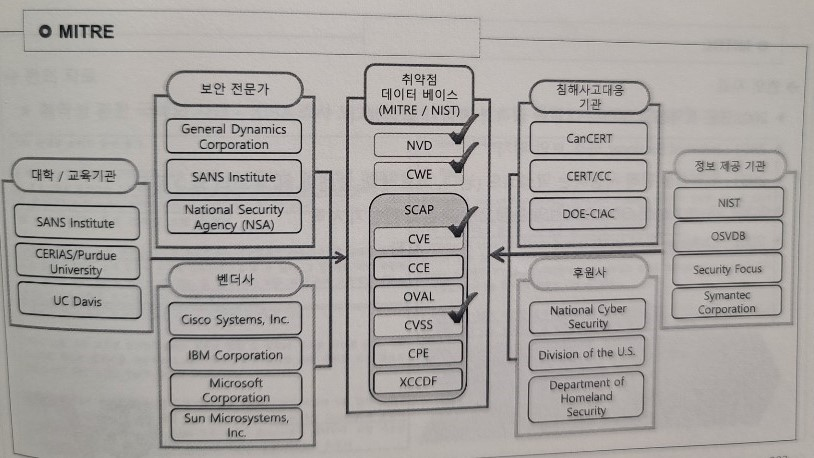 MITRE
대학 / 교육기관
SANS Institute
CERIAS/Purdue
University
UC Davis
보안 전문가
General Dynamics
Corporation
SANS Institute
National Security
Agency (NSA)
벤더사
Cisco Systems, Inc.
IBM Corporation
Microsoft
Corporation
Sun Microsystems,
Inc.
취약점
데이터 베이스
(MITRE / NIST)
NVD
CWE
SCAP
CVE
CCE
OVAL
CVSS
CPE
XCCDF
침해사고대응
기관
CanCERT
CERT/CC
DOE-CIAC
후원사
National Cyber
Security
Division of the U.S.
Department of
Homeland
Security
정보 제공 기관
NIST
OSVDB
Security Focus
Symantec
Corporation